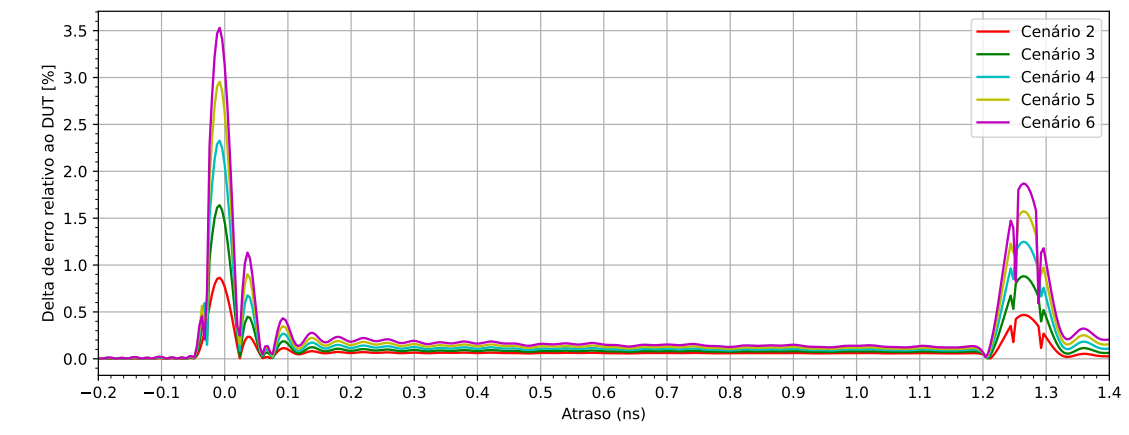 Delta de erro relativo ao DUT [%]
3.5
3.0
2.5
2.0
1.5
1.0
0.5
0.0
Cenário 2
Cenário 3
Cenário 4
Cenário 5
Cenário 6
−0.2 −0.1 0.0 0.1 0.2 0.3 0.4 0.5 0.6 0.7 0.8 0.9 1.0 1.1 1.2 1.3 1.4
Atraso (ns)